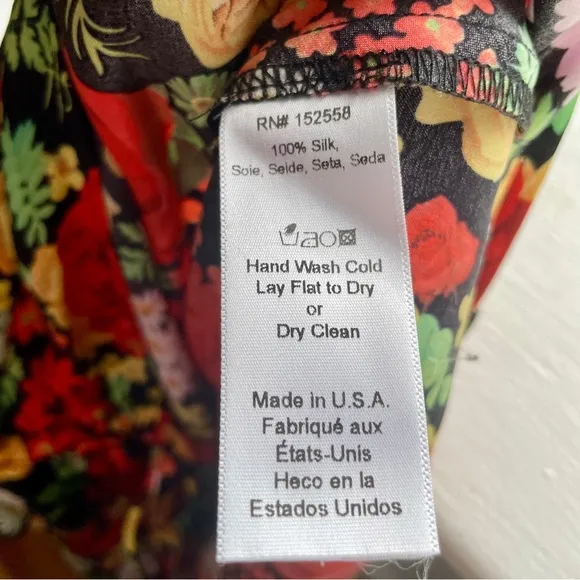 RN# 152558
100% Silk,
Soie, Seide, Seta, Seda
Hand Wash Cold
Lay Flat to Dry
or
Dry Clean
Made in U.S.A.
Fabriqué aux
États-Unis
Heco en la
Estados Unidos